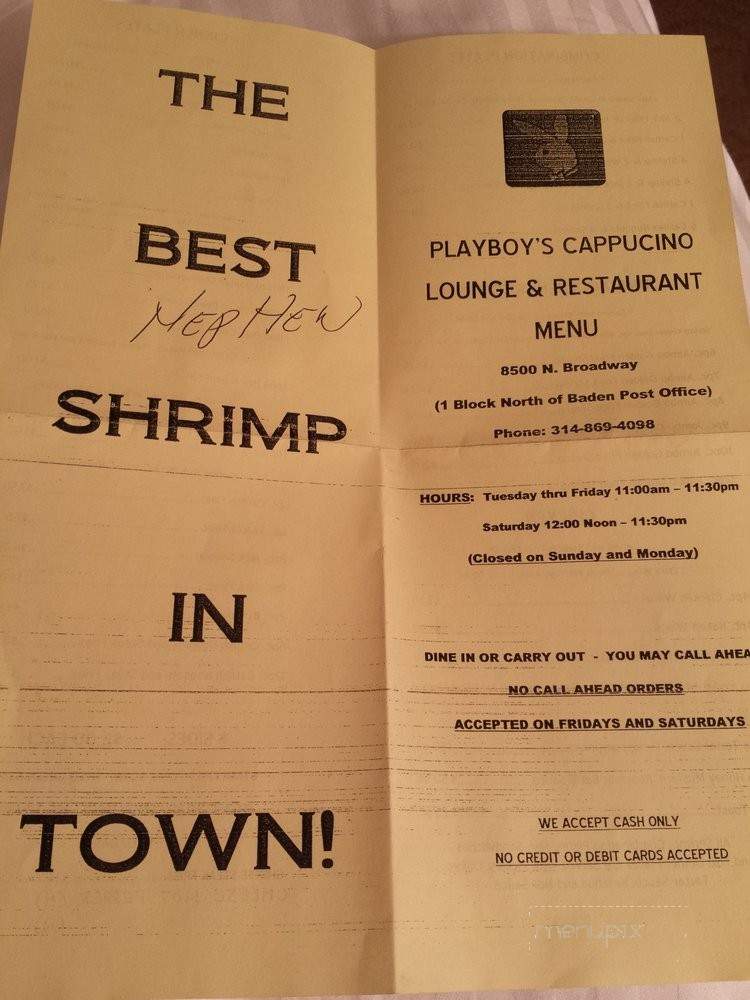 THE
BEST
NEPHEW
SHRIMP
IN
TOWN!
PLAYBOY'S CAPPUCINO
LOUNGE & RESTAURANT
MENU
8500 N. Broadway
(1 Block North of Baden Post Office)
Phone: 314-869-4098
HOURS: Tuesday thru Friday 11:00am – 11:30pm
Saturday 12:00 Noon – 11:30pm
(Closed on Sunday and Monday)
DINE IN OR CARRY OUT - YOU MAY CALL AHEA
NO CALL AHEAD ORDERS
ACCEPTED ON FRIDAYS AND SATURDAYS
WE ACCEPT CASH ONLY
NO CREDIT OR DEBIT CARDS ACCEPTED
menupix